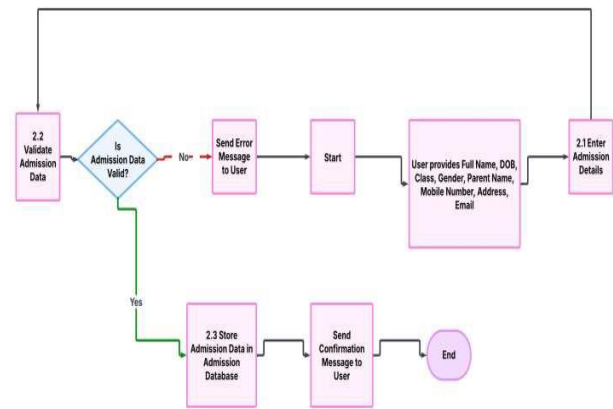 2.2
Validate
Admission
Data
Is
Admission Data
Valid?
No
Send Error
Message
to User
Start
User provides Full Name, DOB,
Class, Gender, Parent Name,
Mobile Number, Address,
Email
2.1 Enter
Admission
Details
Yes
2.3 Store
Admission Data in
Admission
Database
Send
Confirmation
Message to
User
End